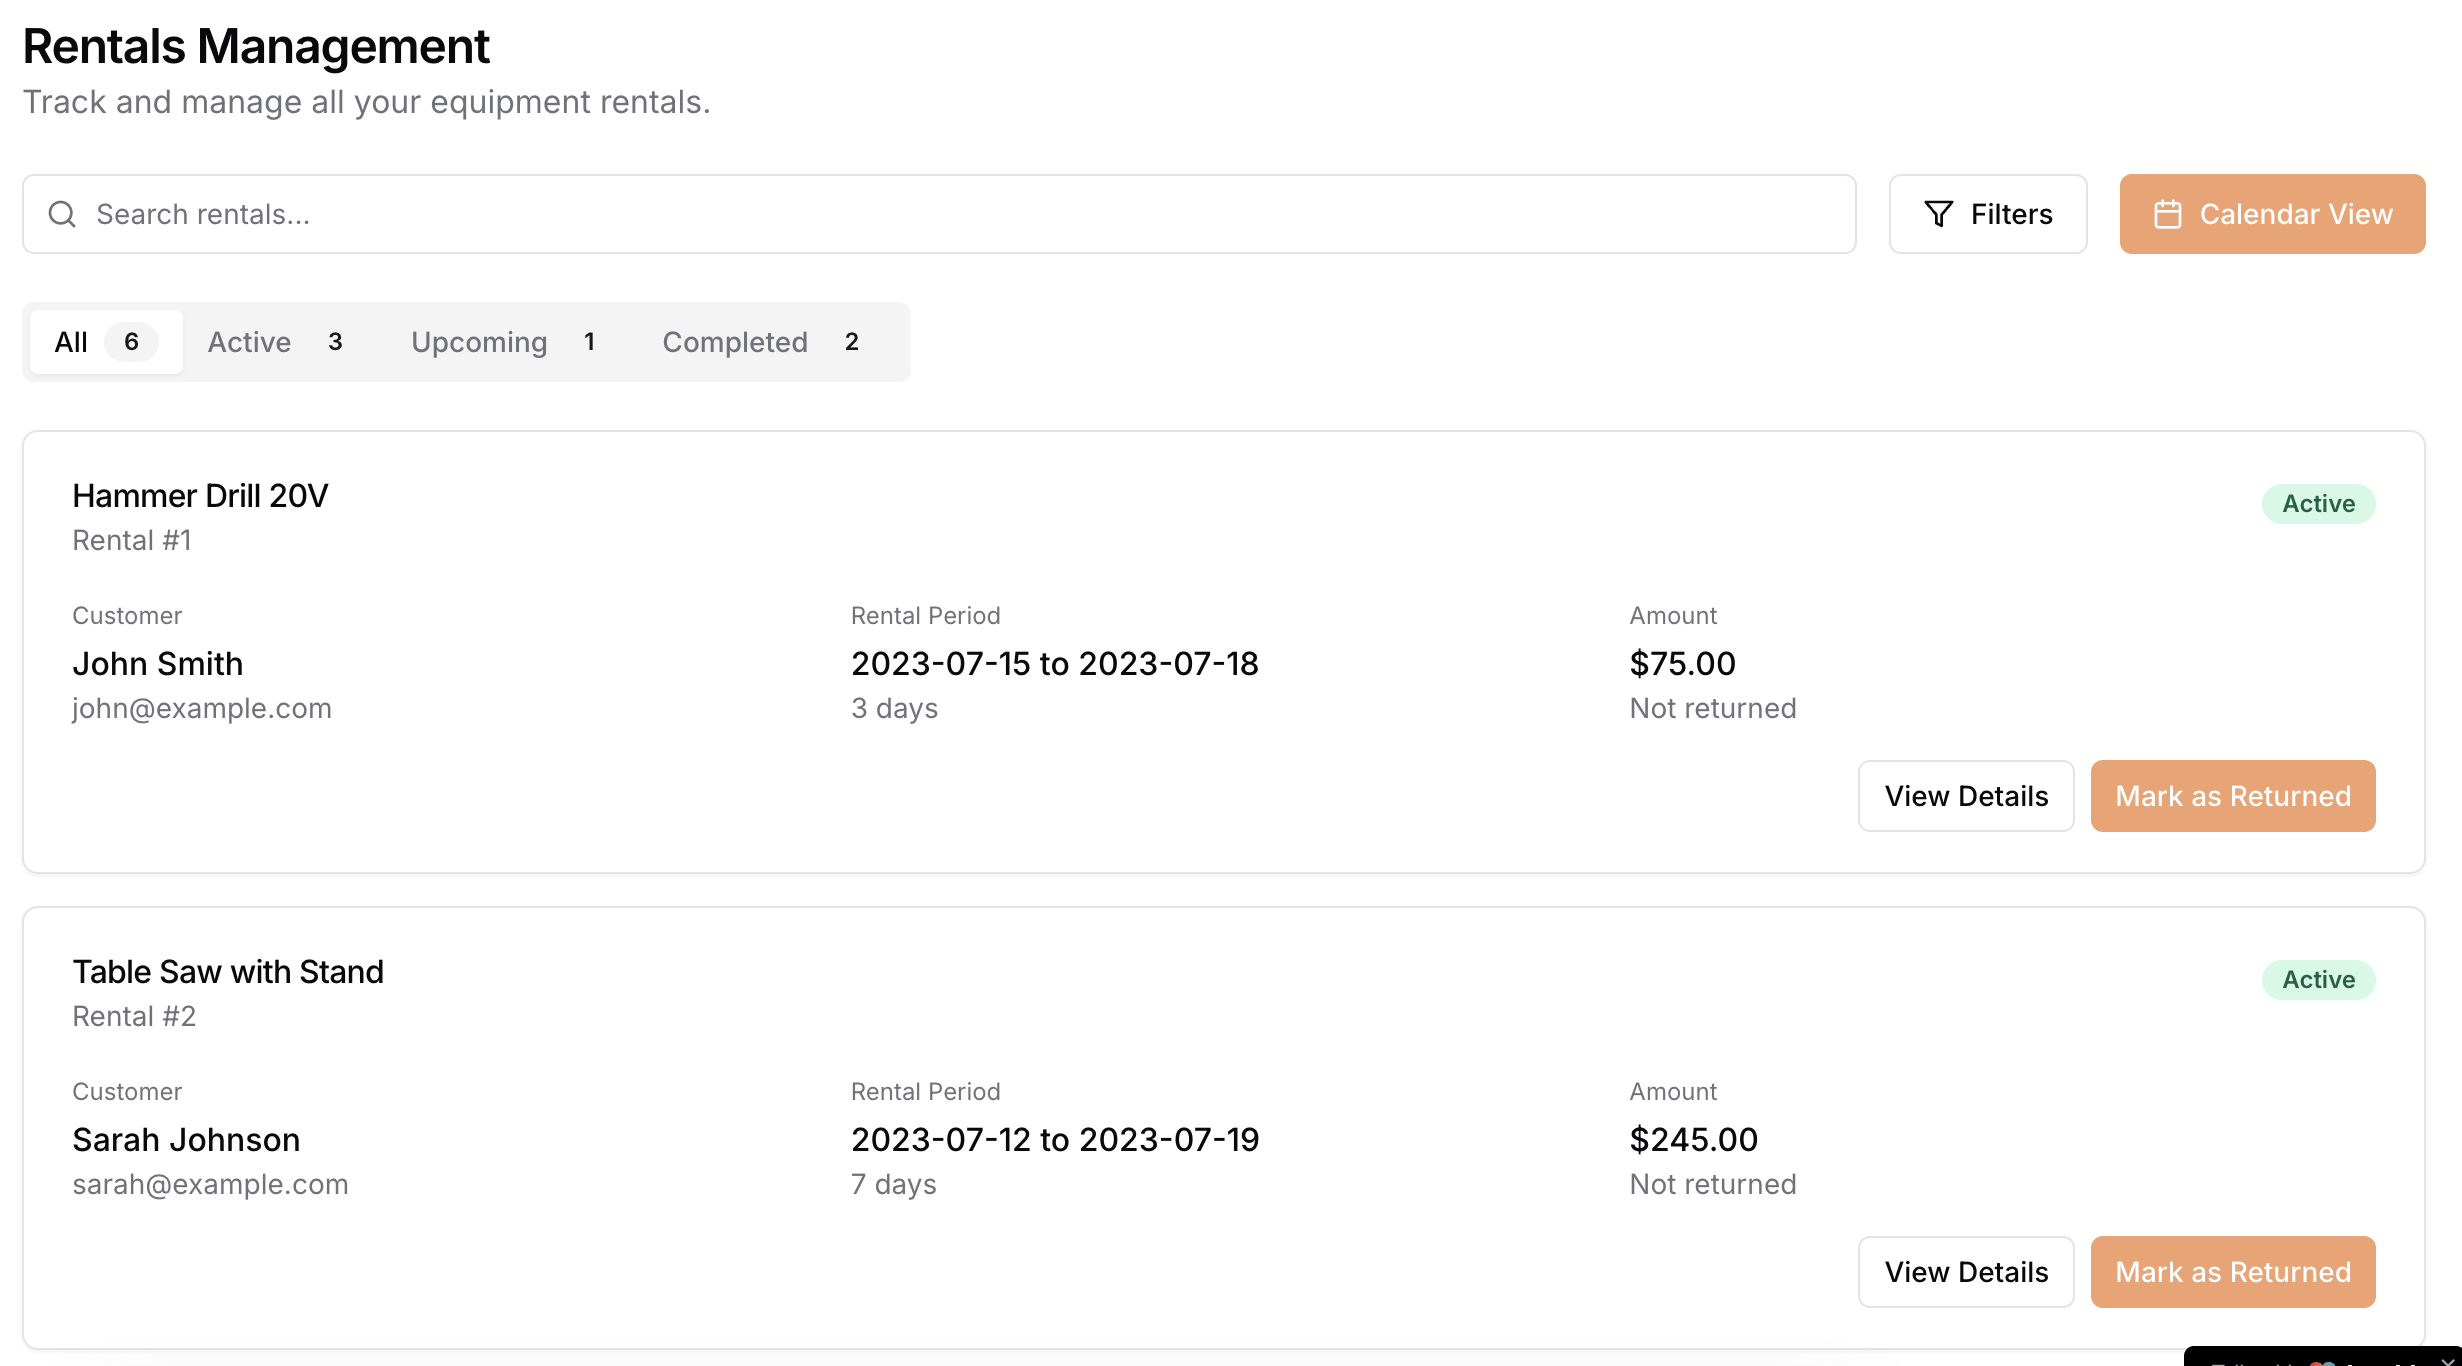 Rentals Management
Track and manage all your equipment rentals.
Search rentals...
Filters
Calendar View
All 6 Active 3 Upcoming 1 Completed 2
Hammer Drill 20V
Active
Rental #1
Customer Rental Period Amount
John Smith 2023-07-15 to 2023-07-18 $75.00
john@example.com 3 days Not returned
View Details Mark as Returned
Table Saw with Stand
Active
Rental #2
Customer Rental Period Amount
Sarah Johnson 2023-07-12 to 2023-07-19 $245.00
sarah@example.com 7 days Not returned
View Details Mark as Returned